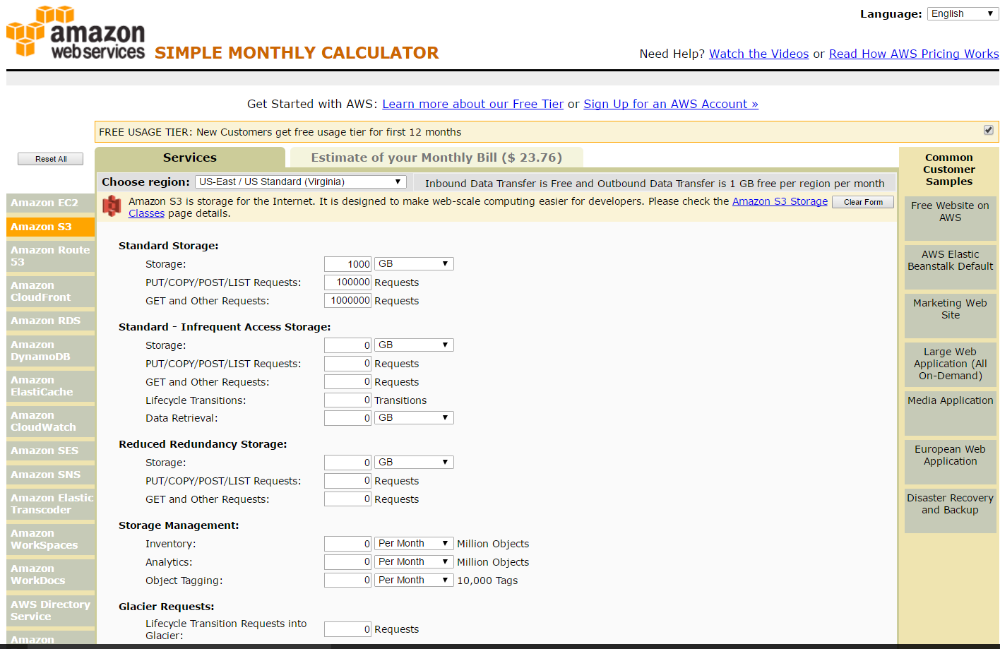 Language: English
amazon
web services
SIMPLE MONTHLY CALCULATOR
Need Help? Watch the Videos or Read How AWS Pricing Works
Get Started with AWS: Learn more about our Free Tier or Sign Up for an AWS Account »
FREE USAGE TIER: New Customers get free usage tier for first 12 months
Reset All
Services
Estimate of your Monthly Bill ($ 23.76)
Choose region: US-East / US Standard (Virginia)
Inbound Data Transfer is Free and Outbound Data Transfer is 1 GB free per region per month
Amazon S3 is storage for the Internet. It is designed to make web-scale computing easier for developers. Please check the Amazon S3 Storage
Classes page details.
Clear Form
Amazon EC2
Amazon S3
Amazon Route
53
Amazon
CloudFront
Amazon RDS
Amazon
DynamoDB
Amazon
ElastiCache
Amazon
CloudWatch
Amazon SES
Amazon SNS
Amazon Elastic
Transcoder
Amazon
WorkSpaces
Amazon
WorkDocs
AWS Directory
Service
Amazon
Standard Storage:
Storage: 1000 GB
PUT/COPY/POST/LIST Requests: 100000 Requests
GET and Other Requests: 1000000 Requests
Standard - Infrequent Access Storage:
Storage: 0 GB
PUT/COPY/POST/LIST Requests: 0 Requests
GET and Other Requests: 0 Requests
Lifecycle Transitions: 0 Transitions
Data Retrieval: 0 GB
Reduced Redundancy Storage:
Storage: 0 GB
PUT/COPY/POST/LIST Requests: 0 Requests
GET and Other Requests: 0 Requests
Storage Management:
Inventory: 0 Per Month Million Objects
Analytics: 0 Per Month Million Objects
Object Tagging: 0 Per Month 10,000 Tags
Glacier Requests:
Lifecycle Transition Requests into
Glacier: 0 Requests
Common
Customer
Samples
Free Website on
AWS
AWS Elastic
Beanstalk Default
Marketing Web
Site
Large Web
Application (All
On-Demand)
Media Application
European Web
Application
Disaster Recovery
and Backup